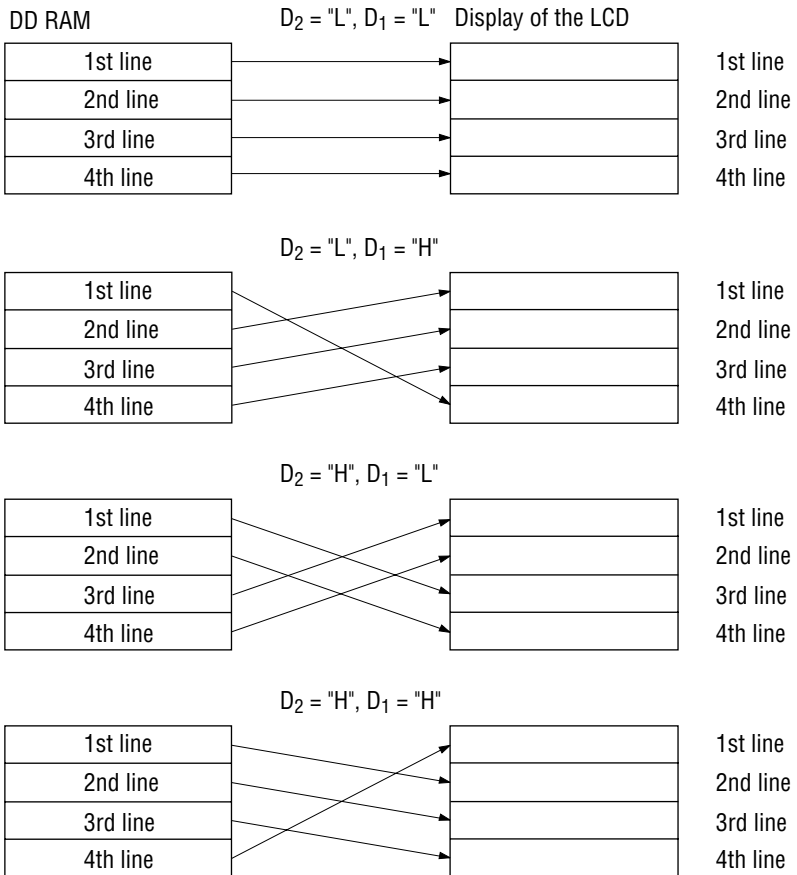 DD RAM D₂ = "L", D₁ = "L" Display of the LCD
1st line 1st line
2nd line 2nd line
3rd line 3rd line
4th line 4th line
D₂ = "L", D₁ = "H"
1st line 1st line
2nd line 2nd line
3rd line 3rd line
4th line 4th line
D₂ = "H", D₁ = "L"
1st line 1st line
2nd line 2nd line
3rd line 3rd line
4th line 4th line
D₂ = "H", D₁ = "H"
1st line 1st line
2nd line 2nd line
3rd line 3rd line
4th line 4th line